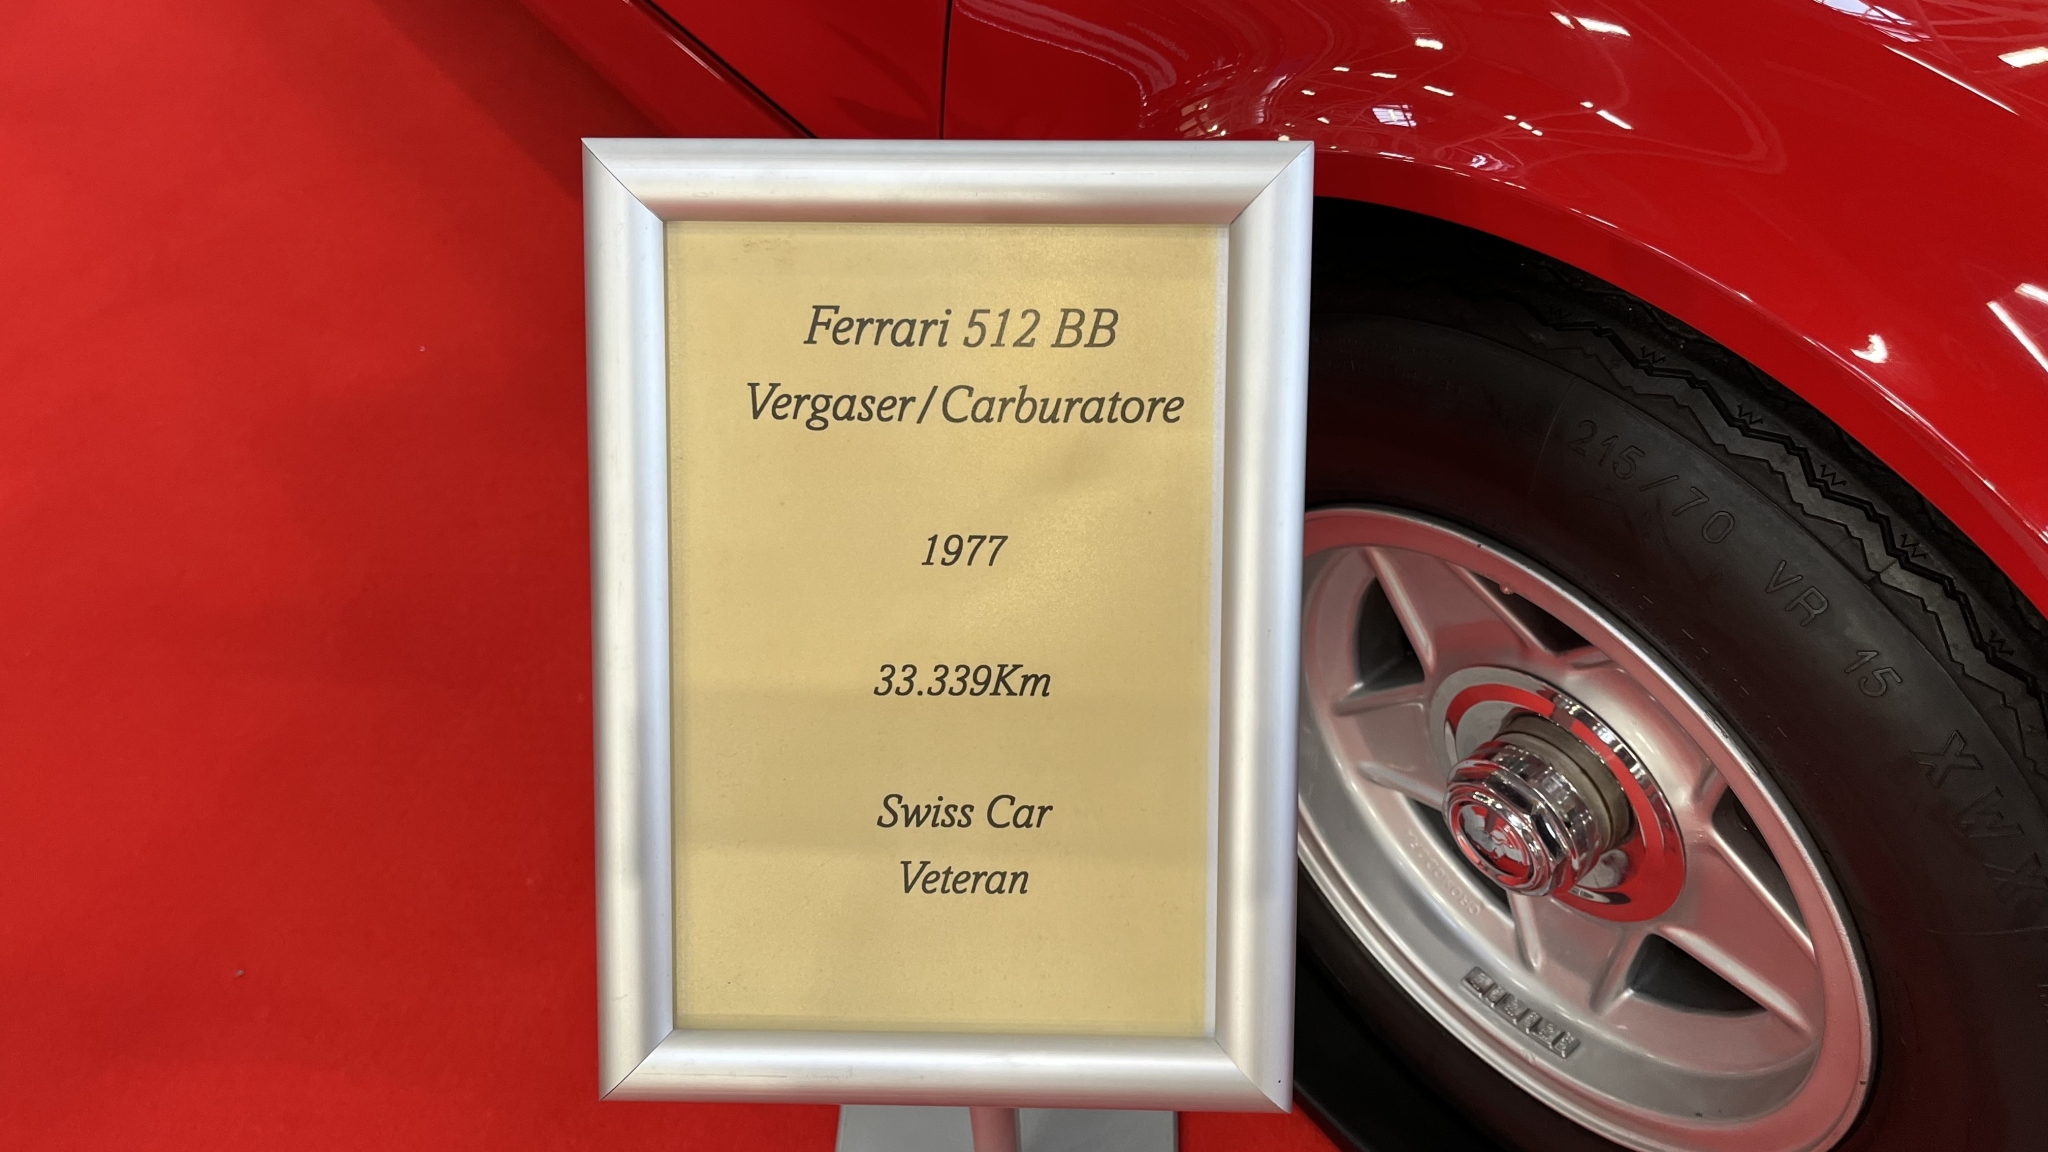 Ferrari 512 BB
Vergaser/Carburatore
1977
33.339Km
Swiss Car
Veteran
215/70 VR 15 XWX